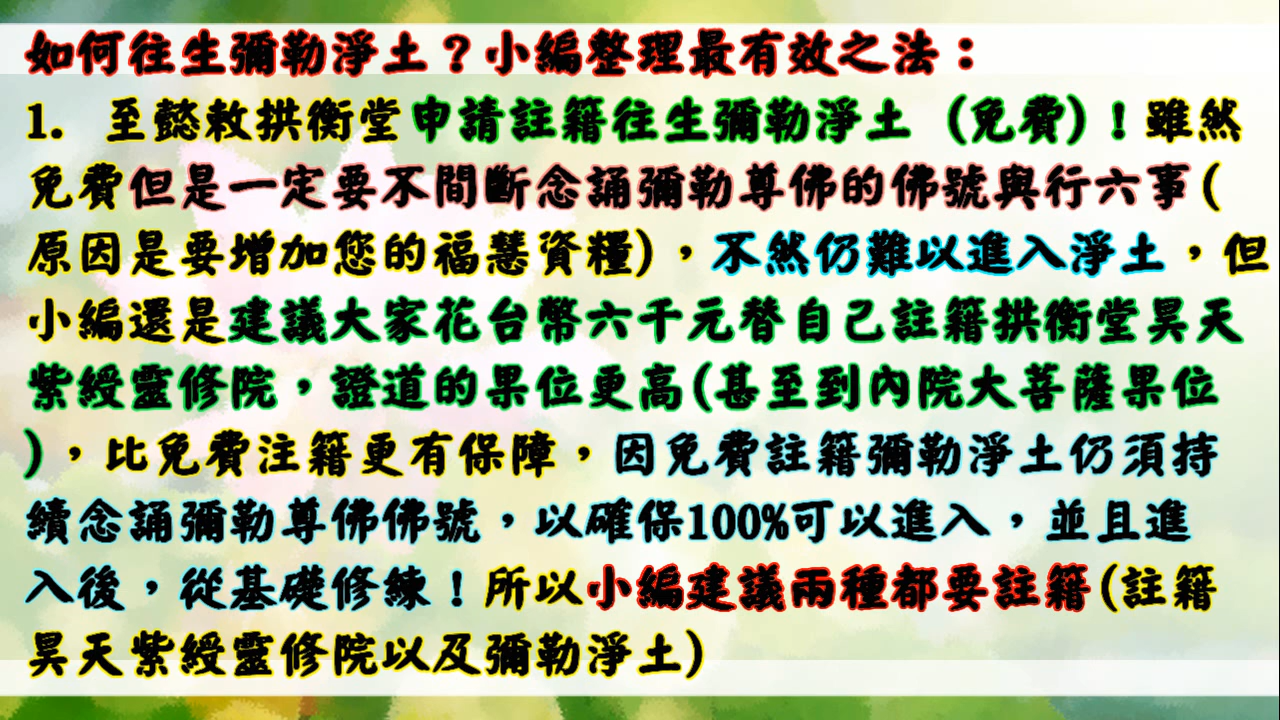 如何往生彌勒淨土？小編整理最有效之法：
1. 至懿敕拱衡堂申請註籍往生彌勒淨土 (免費)！雖然
免費但是一定要不間斷念誦彌勒尊佛的佛號與行六事(
原因是要增加您的福慧資糧)，不然仍難以進入淨土，但
小編還是建議大家花台幣六千元替自己註籍拱衡堂昊天
紫綬靈修院，證道的果位更高(甚至到內院大菩薩果位
)，比免費注籍更有保障，因免費註籍彌勒淨土仍須持
續念誦彌勒尊佛佛號，以確保100%可以進入，並且進
入後，從基礎修練！所以小編建議兩種都要註籍(註籍
昊天紫綬靈修院以及彌勒淨土)